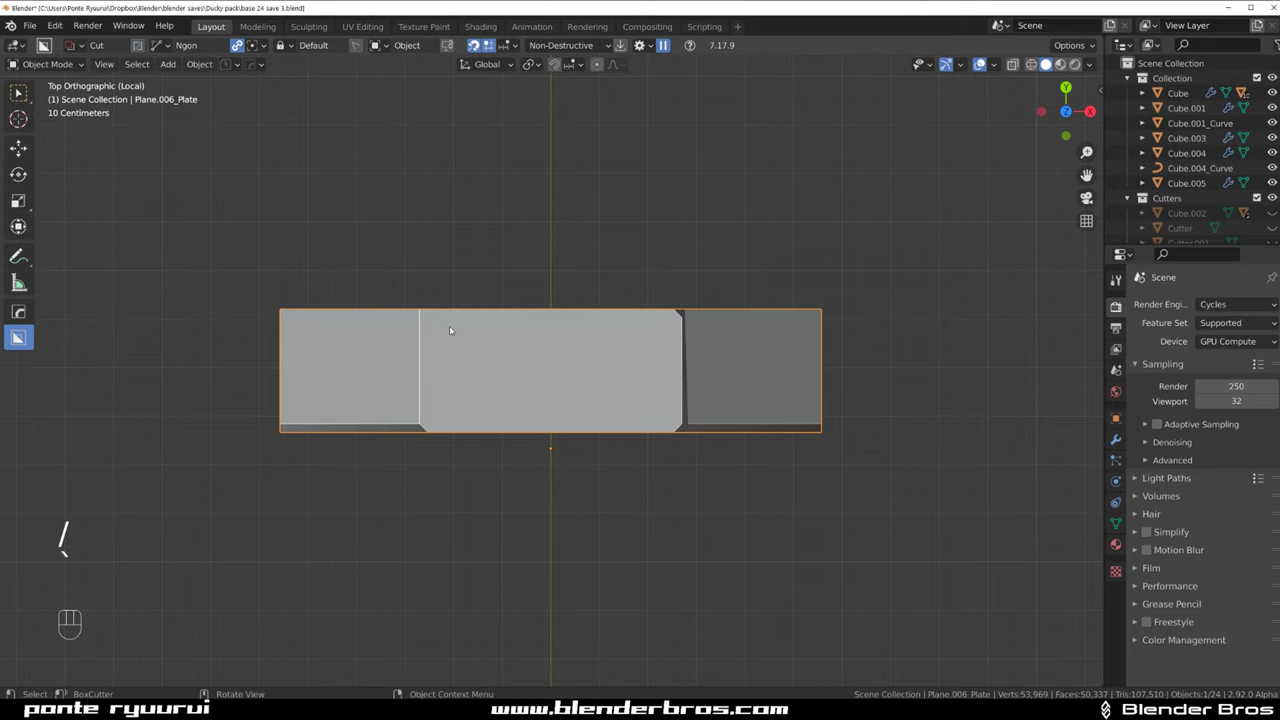 Blender* [C:\Users\Ponte Ryuurui\Dropbox\Blender\blender saves\Ducky pack\base 24 save 3.blend]
File Edit Render Window Help Layout Modeling Sculpting UV Editing Texture Paint Shading Animation Rendering Compositing Scripting Scene View Layer
Cut Ngon Default Object Non-Destructive 7.17.9 Options
Object Mode View Select Add Object Global
Top Orthographic (Local)
(1) Scene Collection | Plane.006_Plate
10 Centimeters
Y
X
Z
Scene Collection
Collection
Cube
Cube.001
Cube.001_Curve
Cube.003
Cube.004
Cube.004_Curve
Cube.005
Cutters
Cube.002
Cutter
Scene
Render Engi... Cycles
Feature Set Supported
Device GPU Compute
Sampling
Render 250
Viewport 32
Adaptive Sampling
Denoising
Advanced
Light Paths
Volumes
Hair
Simplify
Motion Blur
Film
Performance
Grease Pencil
Freestyle
Color Management
/
`
Select BoxCutter Rotate View Object Context Menu Scene Collection | Plane.006_Plate | Verts:53,969 | Faces:50,337 | Tris:107,510 | Objects:1/24 | 2.92.0 Alpha
ponte ryuurui www.blenderbros.com Blender Bros